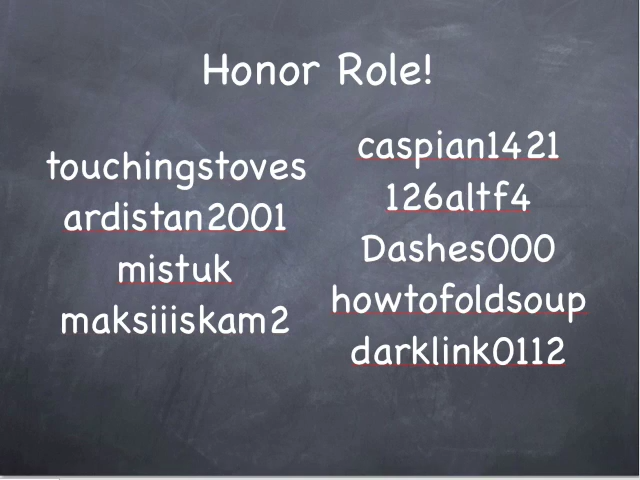 Honor Role!
touchingstoves
ardistan2001
mistuk
maksiiiskam2
caspian1421
126altf4
Dashes000
howtofoldsoup
darklink0112